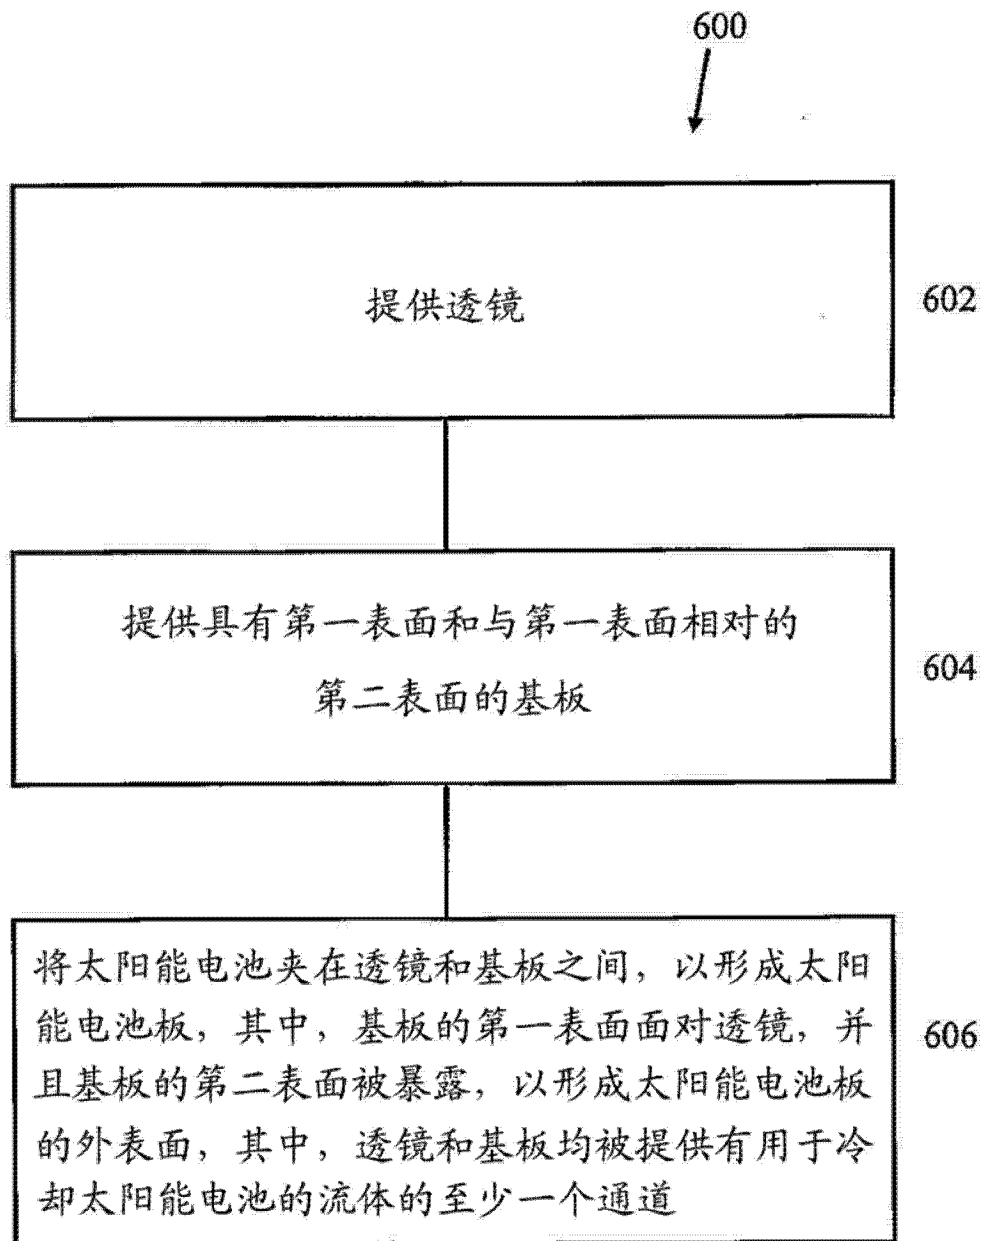 600
提供透镜
602
提供具有第一表面和与第一表面相对的
第二表面的基板
604
将太阳能电池夹在透镜和基板之间，以形成太阳
能电池板，其中，基板的第一表面面对透镜，并
且基板的第二表面被暴露，以形成太阳能电池板
的外表面，其中，透镜和基板均被提供有用于冷
却太阳能电池的流体的至少一个通道
606